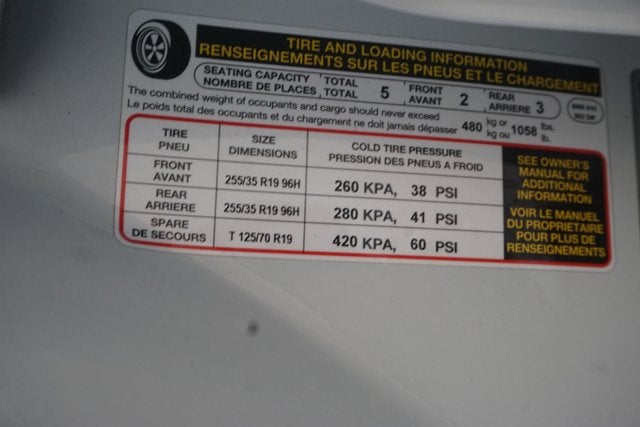 TIRE AND LOADING INFORMATION
RENSEIGNEMENTS SUR LES PNEUS ET LE CHARGEMENT
SEATING CAPACITY TOTAL 5 FRONT 2 REAR 3
NOMBRE DE PLACES TOTAL AVANT ARRIERE
The combined weight of occupants and cargo should never exceed 480 kg or 1058 lbs.
Le poids total des occupants et du chargement ne doit jamais dépasser kg ou lb.
TIRE SIZE COLD TIRE PRESSURE
PNEU DIMENSIONS PRESSION DES PNEUS A FROID
FRONT
AVANT 255/35 R19 96H 260 KPA, 38 PSI
REAR
ARRIERE 255/35 R19 96H 280 KPA, 41 PSI
SPARE
DE SECOURS T 125/70 R19 420 KPA, 60 PSI
SEE OWNER'S
MANUAL FOR
ADDITIONAL
INFORMATION
VOIR LE MANUEL
DU PROPRIETAIRE
POUR PLUS DE
RENSEIGNEMENTS